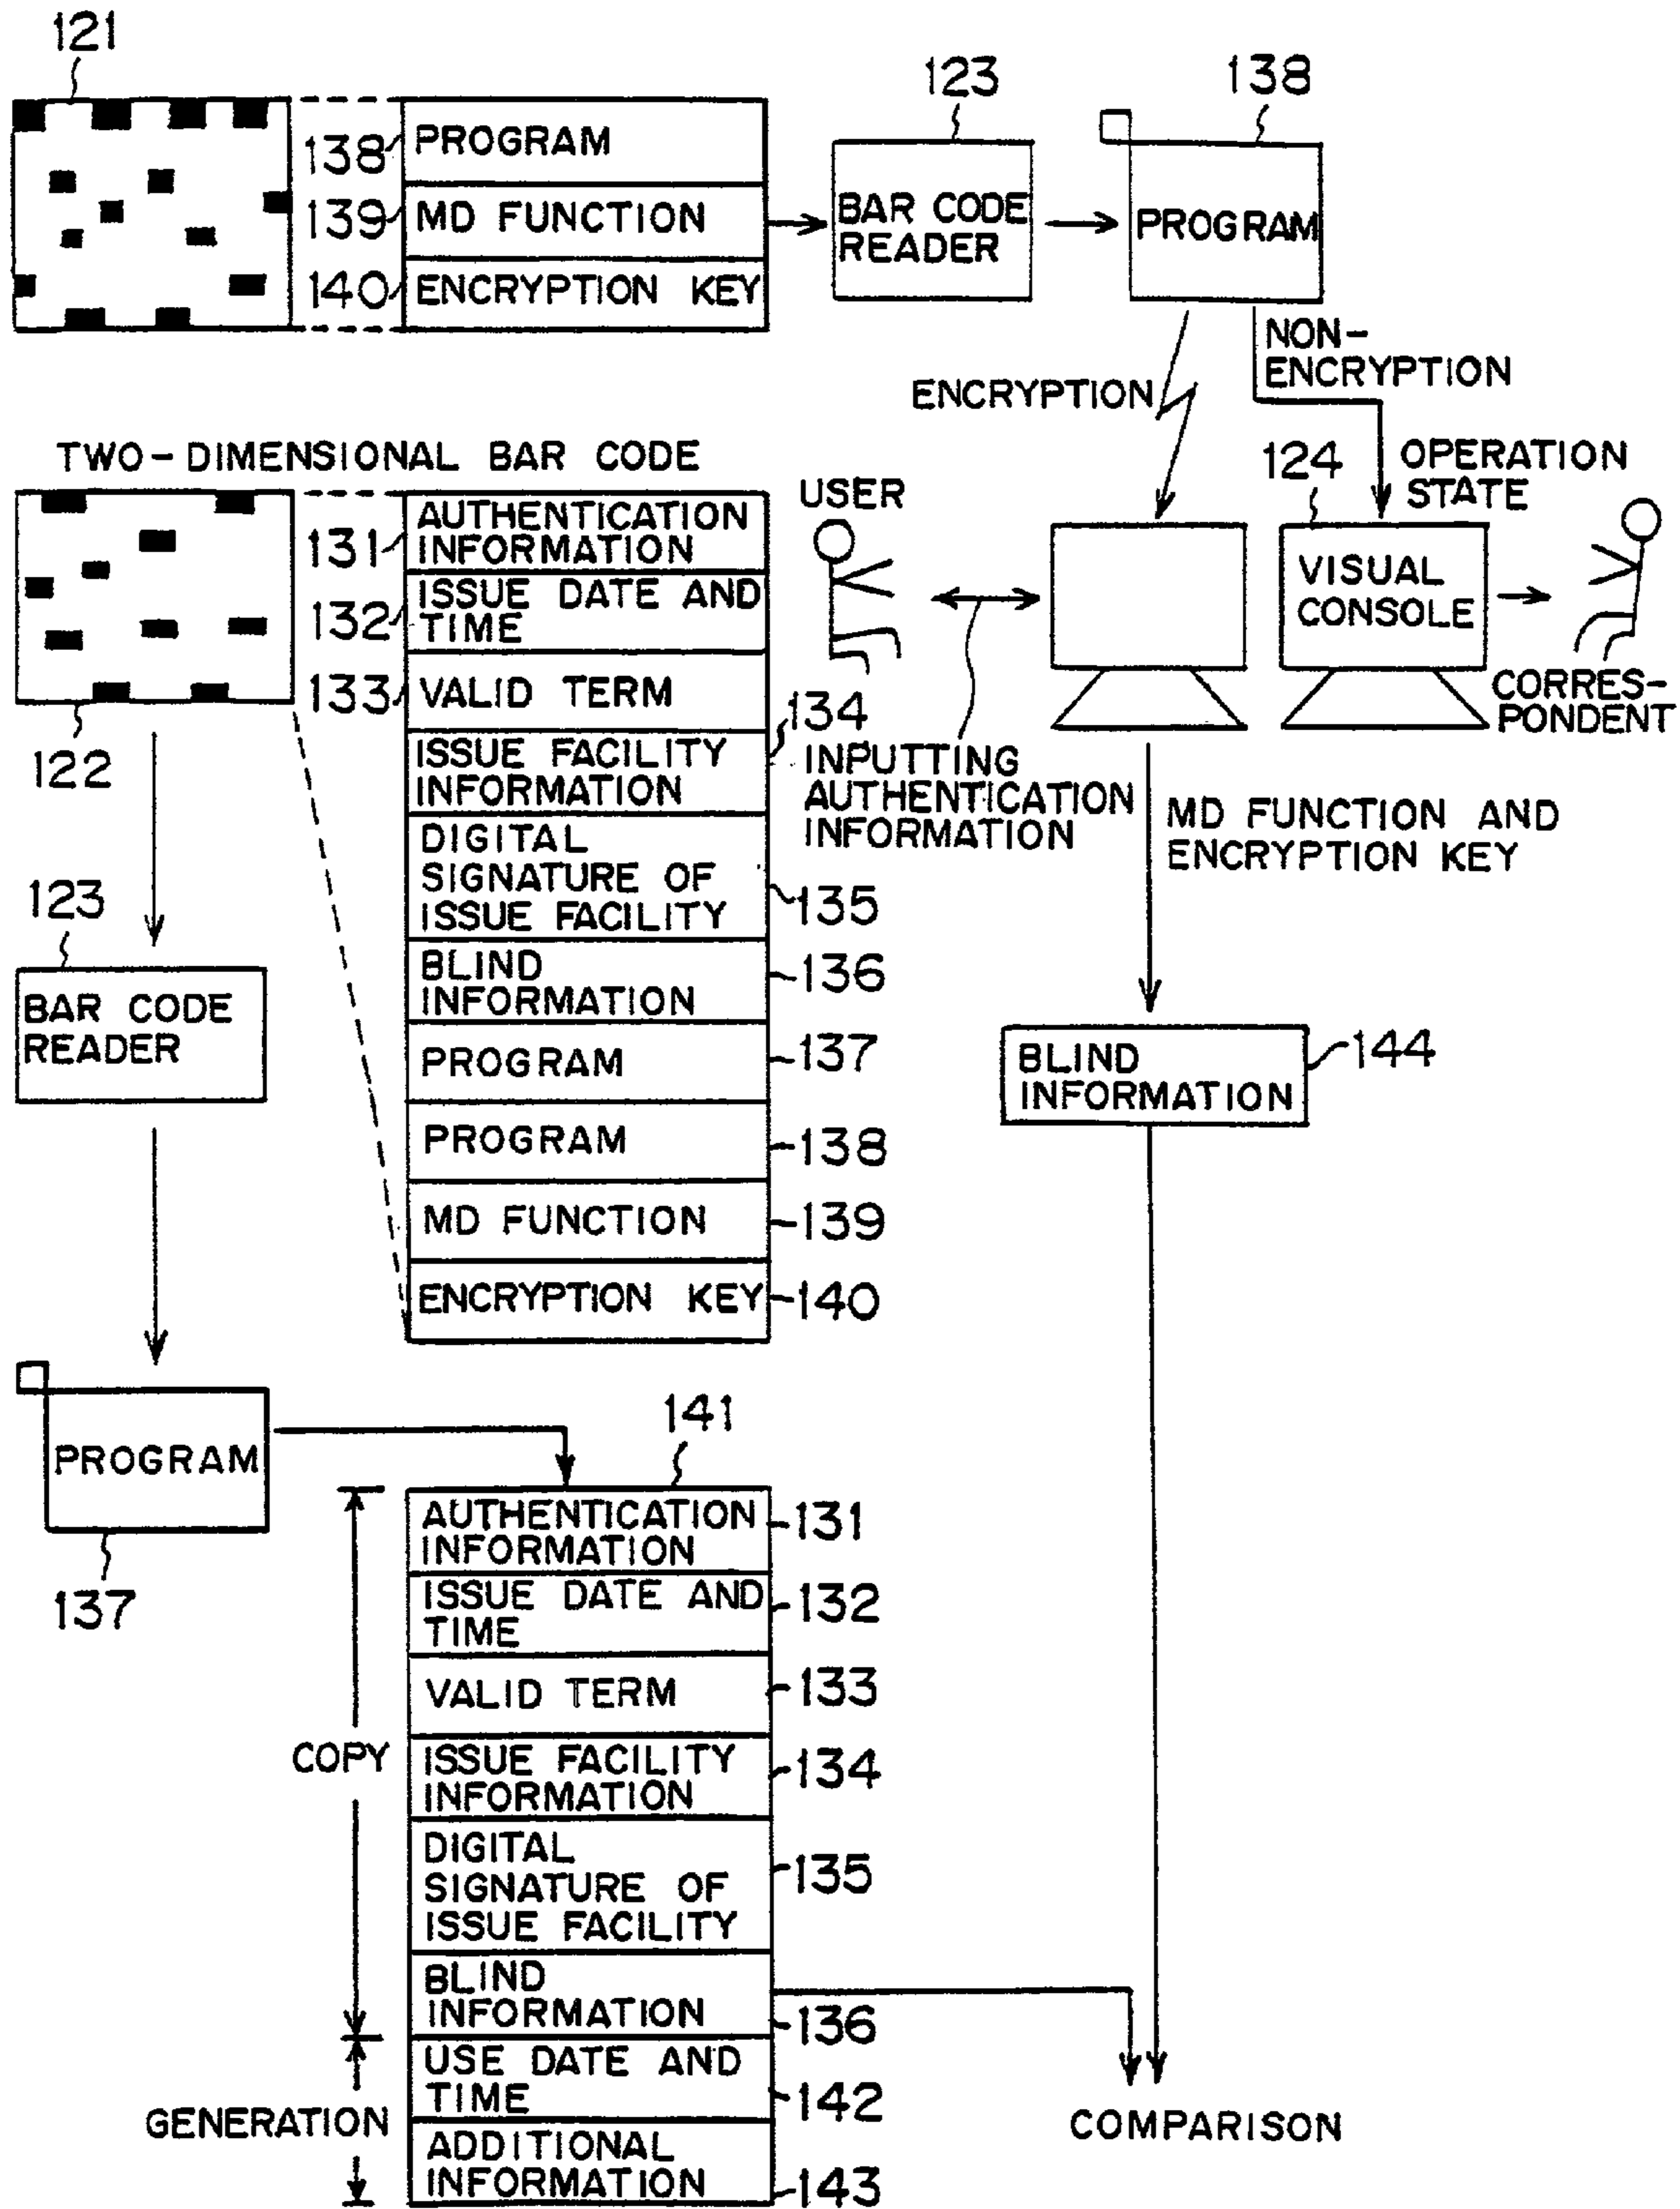 121
138
PROGRAM
139
MD FUNCTION
140
ENCRYPTION KEY
123
BAR CODE
READER
138
PROGRAM
ENCRYPTION
NON-
ENCRYPTION
TWO-DIMENSIONAL BAR CODE
122
131
AUTHENTICATION
INFORMATION
132
ISSUE DATE AND
TIME
133
VALID TERM
134
ISSUE FACILITY
INFORMATION
DIGITAL
SIGNATURE OF
ISSUE FACILITY
135
BLIND
INFORMATION
136
PROGRAM
137
PROGRAM
138
MD FUNCTION
139
ENCRYPTION KEY
140
USER
INPUTTING
AUTHENTICATION
INFORMATION
124
OPERATION
STATE
VISUAL
CONSOLE
CORRES-
PONDENT
MD FUNCTION AND
ENCRYPTION KEY
BLIND
INFORMATION
144
123
BAR CODE
READER
PROGRAM
137
141
AUTHENTICATION
INFORMATION
131
ISSUE DATE AND
TIME
132
VALID TERM
133
COPY
ISSUE FACILITY
INFORMATION
134
DIGITAL
SIGNATURE OF
ISSUE FACILITY
135
BLIND
INFORMATION
136
USE DATE AND
TIME
142
GENERATION
ADDITIONAL
INFORMATION
143
COMPARISON